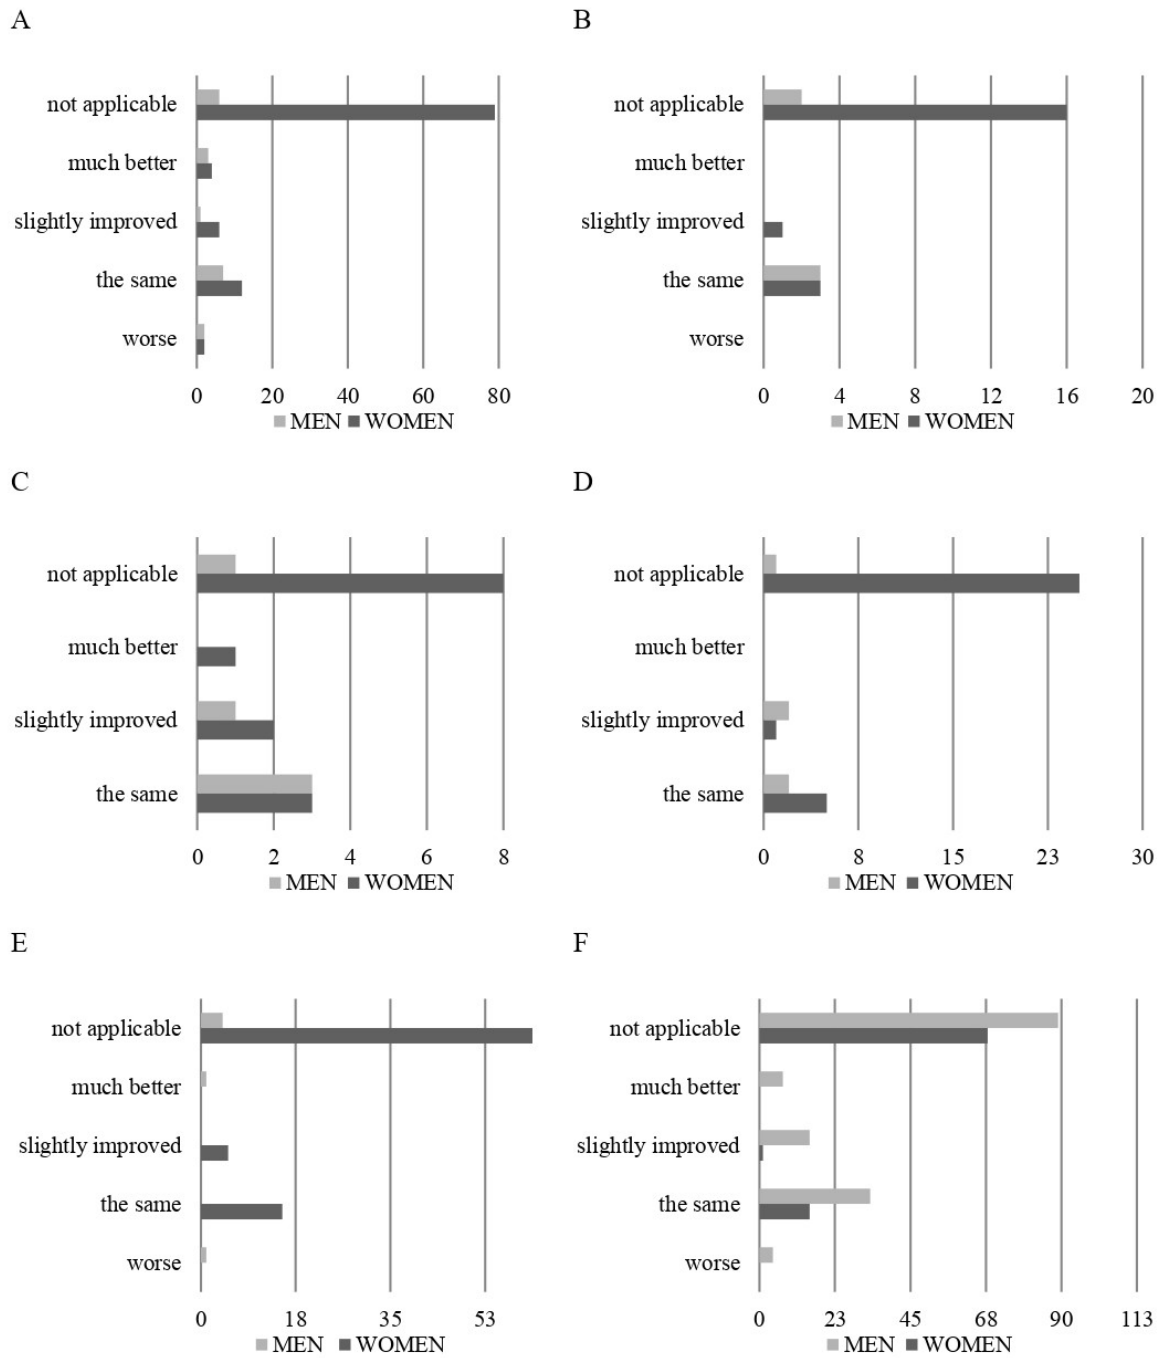 A
not applicable
much better
slightly improved
the same
worse
0 20 40 60 80
MEN WOMEN
B
not applicable
much better
slightly improved
the same
worse
0 4 8 12 16 20
MEN WOMEN
C
not applicable
much better
slightly improved
the same
0 2 4 6 8
MEN WOMEN
D
not applicable
much better
slightly improved
the same
0 8 15 23 30
MEN WOMEN
E
not applicable
much better
slightly improved
the same
worse
0 18 35 53
MEN WOMEN
F
not applicable
much better
slightly improved
the same
worse
0 23 45 68 90 113
MEN WOMEN